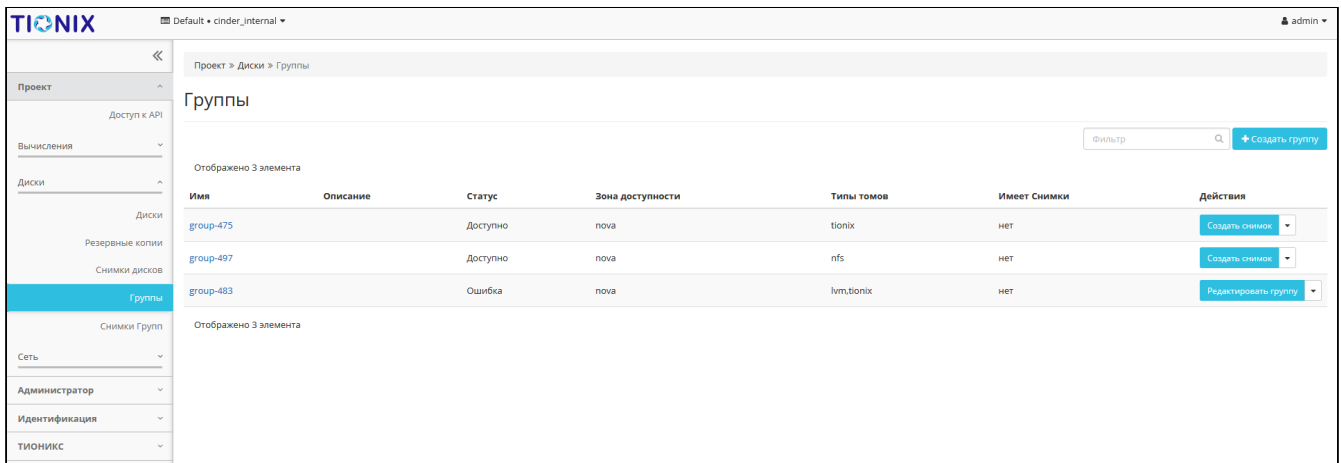 TIONIX
Default • cinder_internal
admin
Проект » Диски » Группы
Проект
Доступ к API
Вычисления
Диски
Диски
Резервные копии
Снимки дисков
Группы
Снимки Групп
Сеть
Администратор
Идентификация
ТИОНИКС
Группы
Фильтр
Создать группу
Отображено 3 элемента
Имя Описание Статус Зона доступности Типы томов Имеет Снимки Действия
group-475 Доступно nova tionix нет Создать снимок
group-497 Доступно nova nfs нет Создать снимок
group-483 Ошибка nova lvm,tionix нет Редактировать группу
Отображено 3 элемента